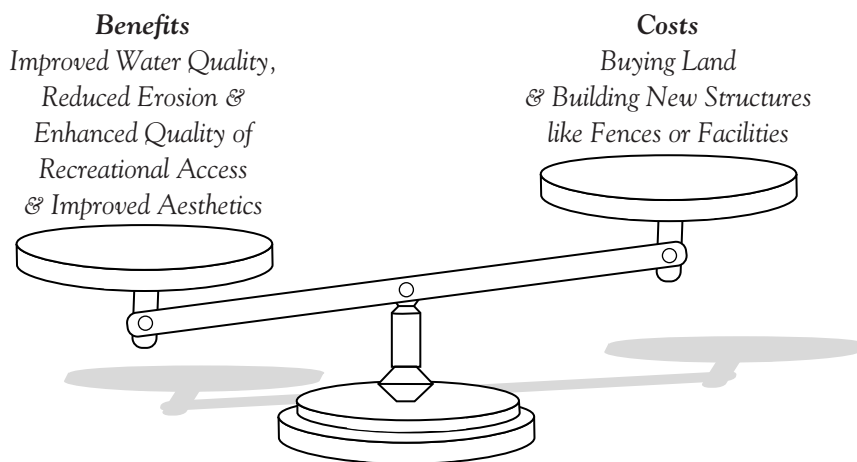 Benefits
Improved Water Quality,
Reduced Erosion &
Enhanced Quality of
Recreational Access
& Improved Aesthetics
Costs
Buying Land
& Building New Structures
like Fences or Facilities